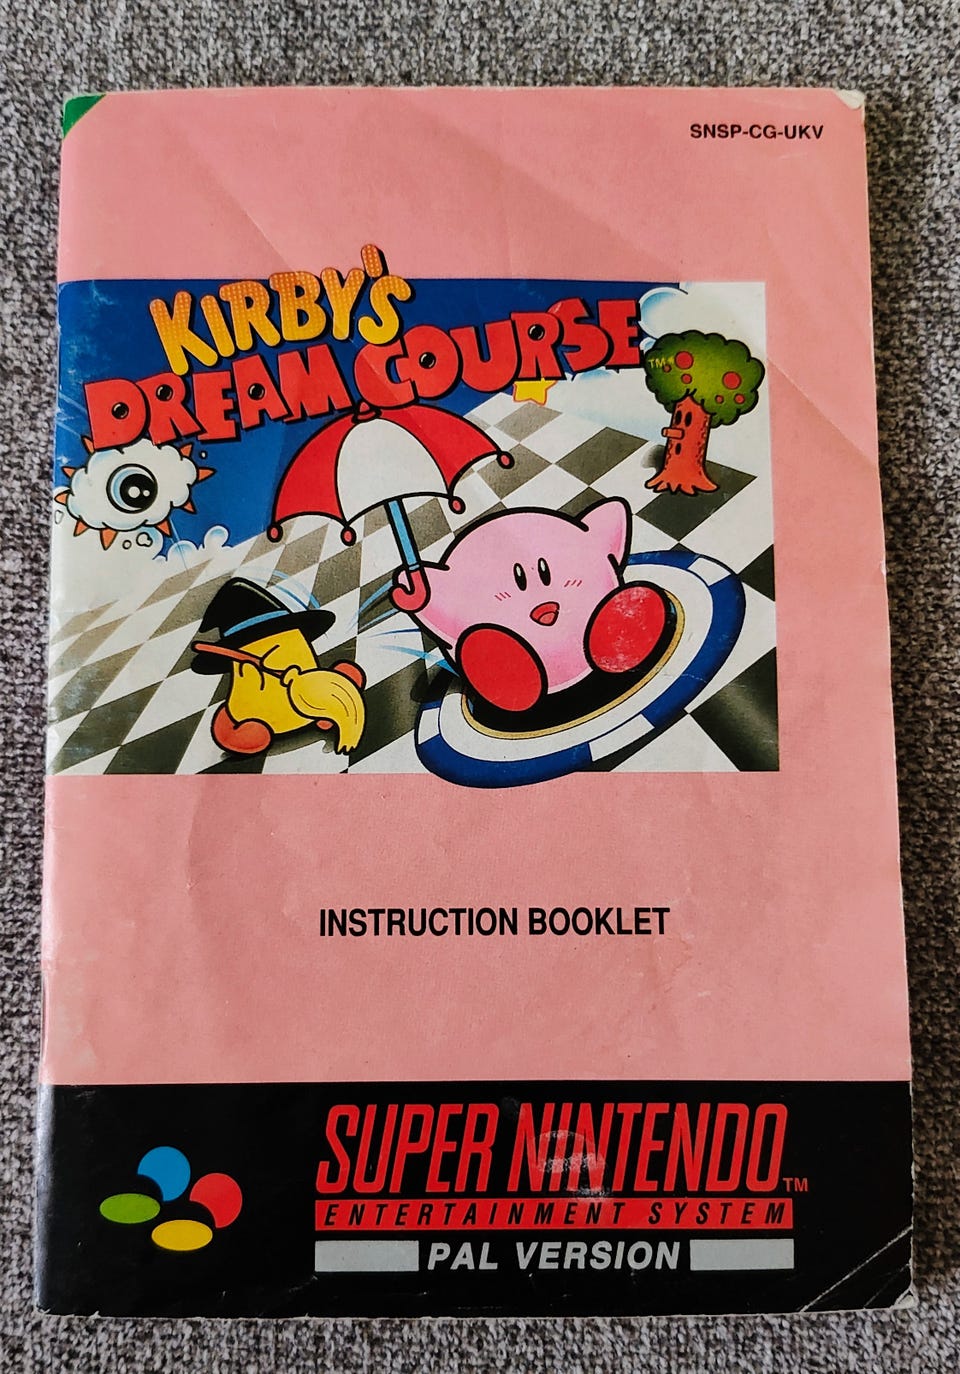 SNSP-CG-UKV
KIRBY'S
DREAM COURSE
TM
INSTRUCTION BOOKLET
SUPER NINTENDO TM
ENTERTAINMENT SYSTEM
PAL VERSION